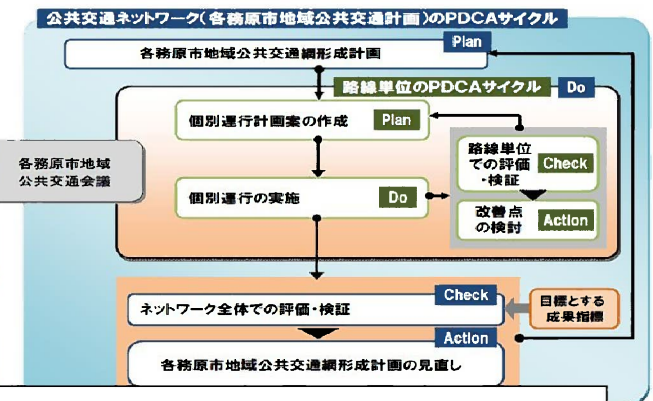 公共交通ネットワーク(各務原市地域公共交通計画)のPDCAサイクル
Plan
各務原市地域公共交通網形成計画
路線単位のPDCAサイクル Do
個別運行計画案の作成 Plan
各務原市地域
公共交通会議
路線単位
での評価
・検証
Check
個別運行の実施 Do
改善点
の検討
Action
Check
ネットワーク全体での評価・検証
目標とする
成果指標
Action
各務原市地域公共交通網形成計画の見直し